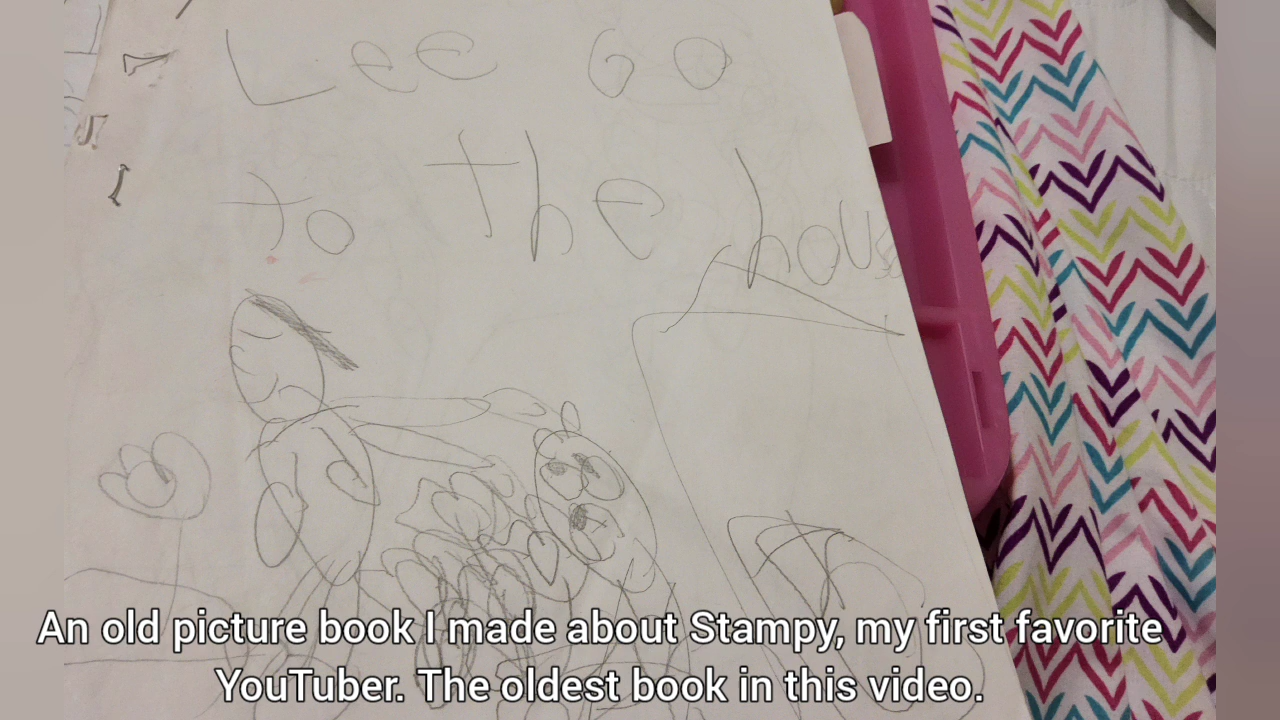 Lee Go
to The hous
An old picture book I made about Stampy, my first favorite
YouTuber. The oldest book in this video.